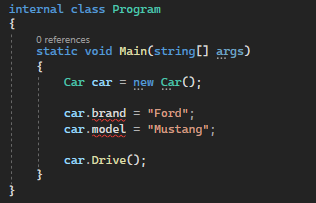 internal class Program
{
0 references
static void Main(string[] args)
{
Car car = new Car();
car.brand = "Ford";
car.model = "Mustang";
car.Drive();
}
}